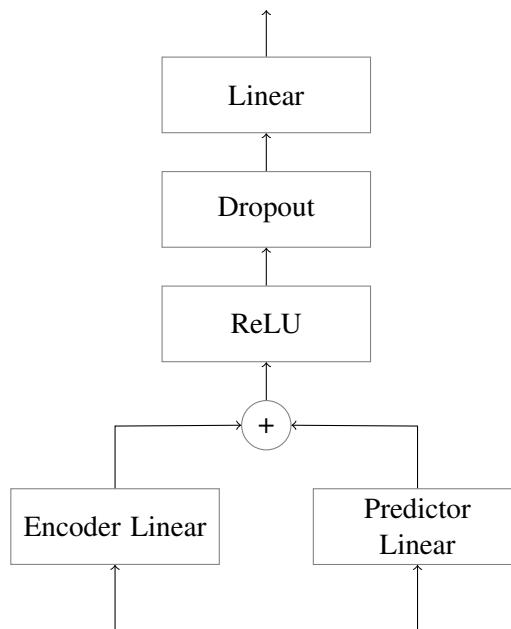 Linear
Dropout
ReLU
+
Encoder Linear
Predictor
Linear